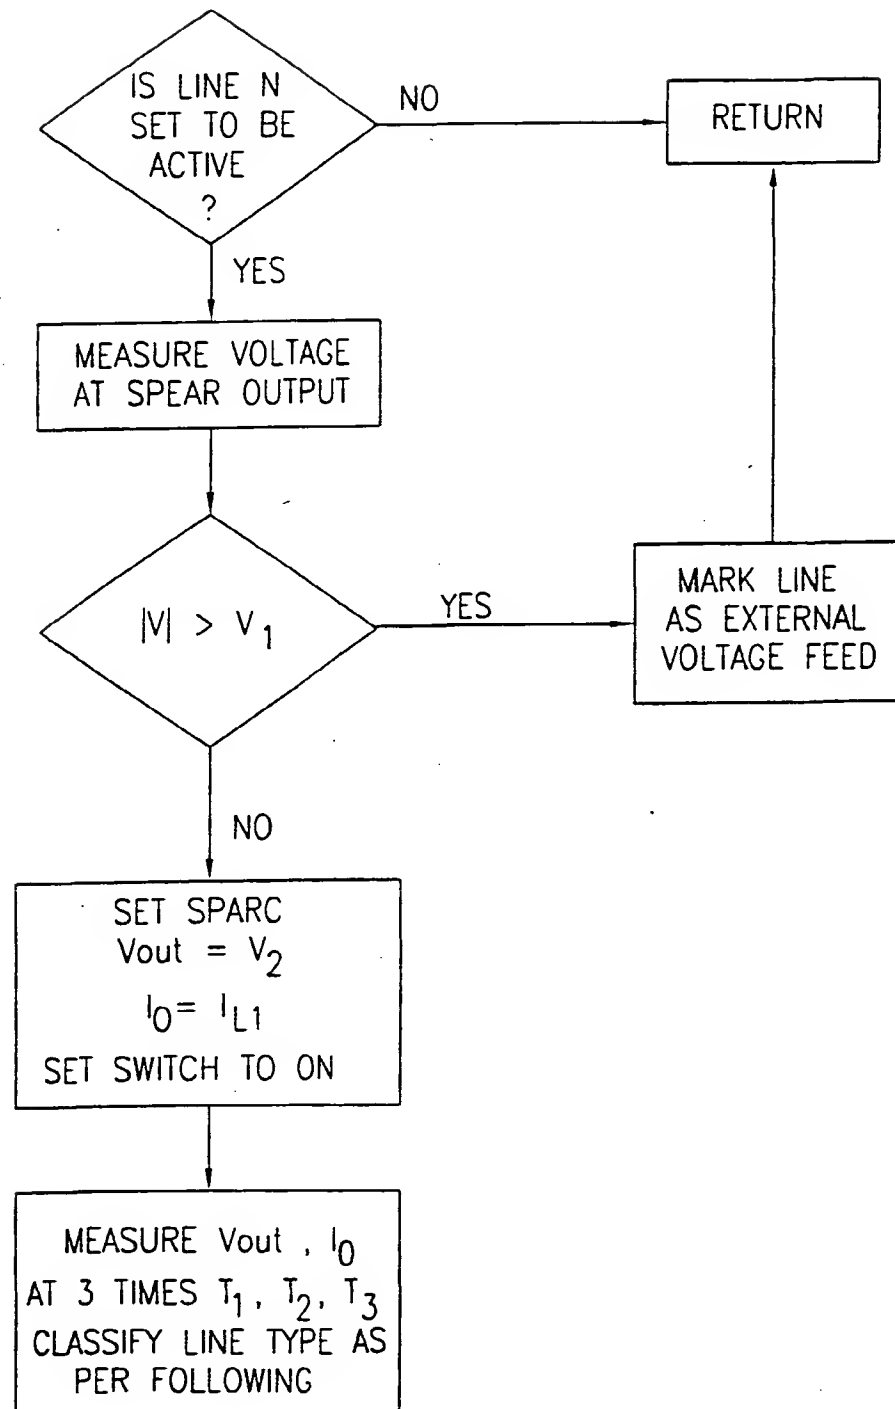 IS LINE N
SET TO BE
ACTIVE
?
NO
RETURN
YES
MEASURE VOLTAGE
AT SPEAR OUTPUT
|V| > V1
YES
MARK LINE
AS EXTERNAL
VOLTAGE FEED
NO
SET SPARC
Vout = V2
IO= IL1
SET SWITCH TO ON
MEASURE Vout , IO
AT 3 TIMES T1, T2, T3
CLASSIFY LINE TYPE AS
PER FOLLOWING